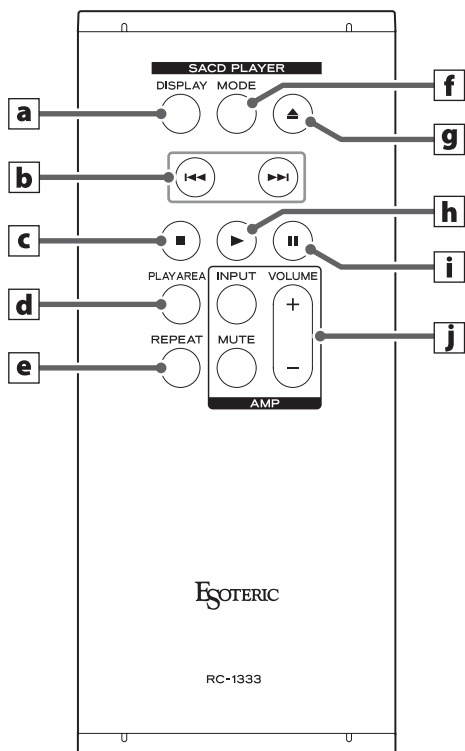 SACD PLAYER
DISPLAY MODE
a
f
g
b
h
c
i
PLAY AREA INPUT VOLUME
d
+
j
REPEAT MUTE
e
−
AMP
ESOTERIC
RC-1333